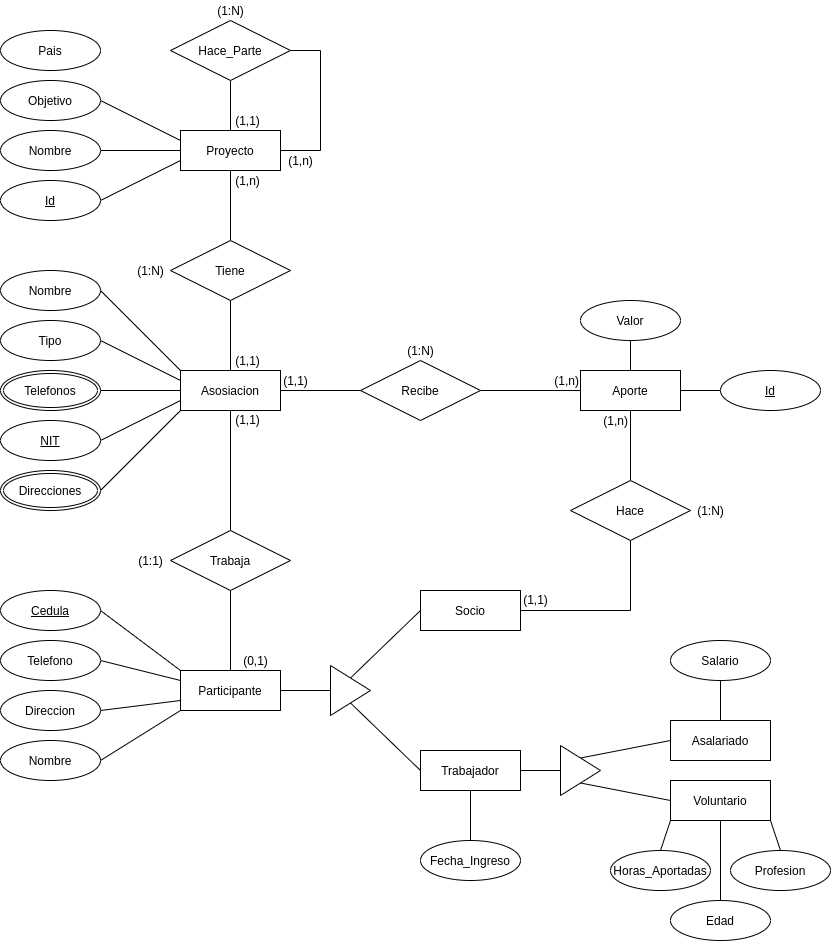 (1:N)
Hace_Parte
Pais
Objetivo
(1,1)
Nombre
Proyecto
(1,n)
(1,n)
Id
(1:N)
Tiene
Nombre
Valor
Tipo
(1,1)
(1:N)
Telefonos
Asosiacion
(1,1)
Recibe
(1,n)
Aporte
Id
(1,1)
(1,n)
NIT
Direcciones
Hace
(1:N)
(1:1)
Trabaja
Cedula
Socio
(1,1)
Telefono
(0,1)
Salario
Participante
Direccion
Asalariado
Nombre
Trabajador
Voluntario
Fecha_Ingreso
Horas_Aportadas
Profesion
Edad